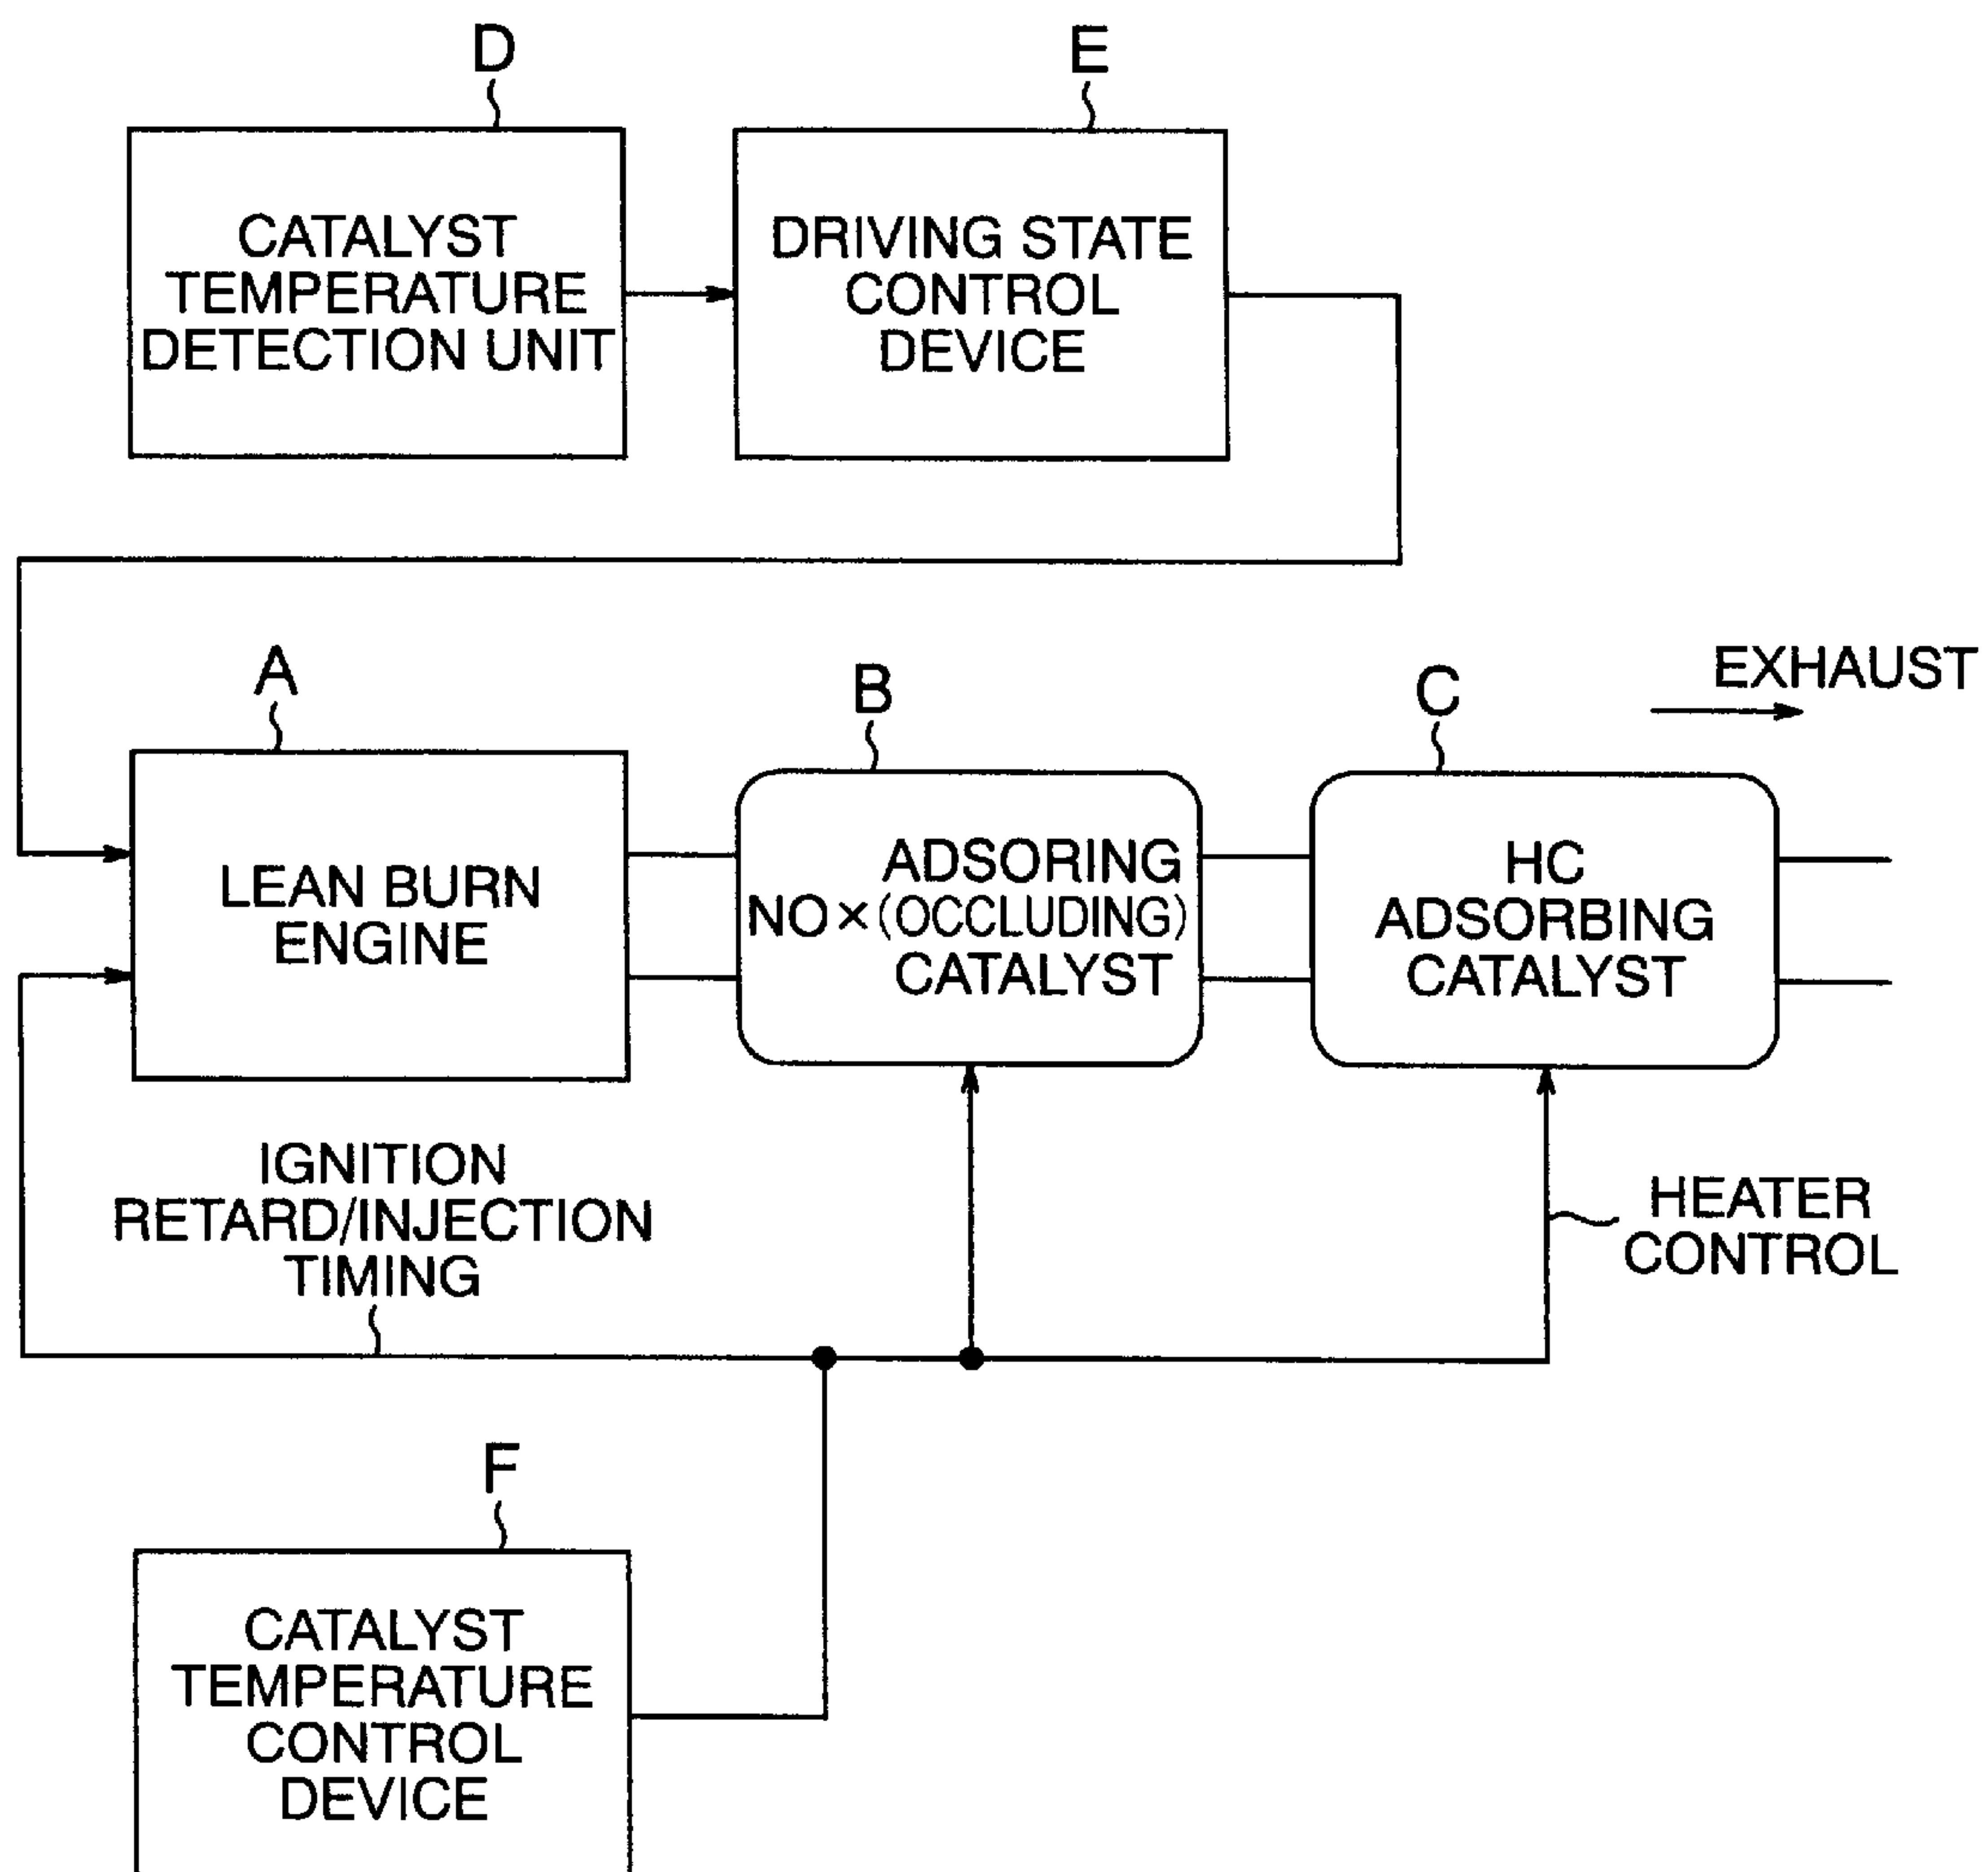 D
E
CATALYST
TEMPERATURE
DETECTION UNIT
DRIVING STATE
CONTROL
DEVICE
A
B
C
EXHAUST
LEAN BURN
ENGINE
ADSORING
NO×(OCCLUDING)
CATALYST
HC
ADSORBING
CATALYST
IGNITION
RETARD/INJECTION
TIMING
HEATER
CONTROL
F
CATALYST
TEMPERATURE
CONTROL
DEVICE